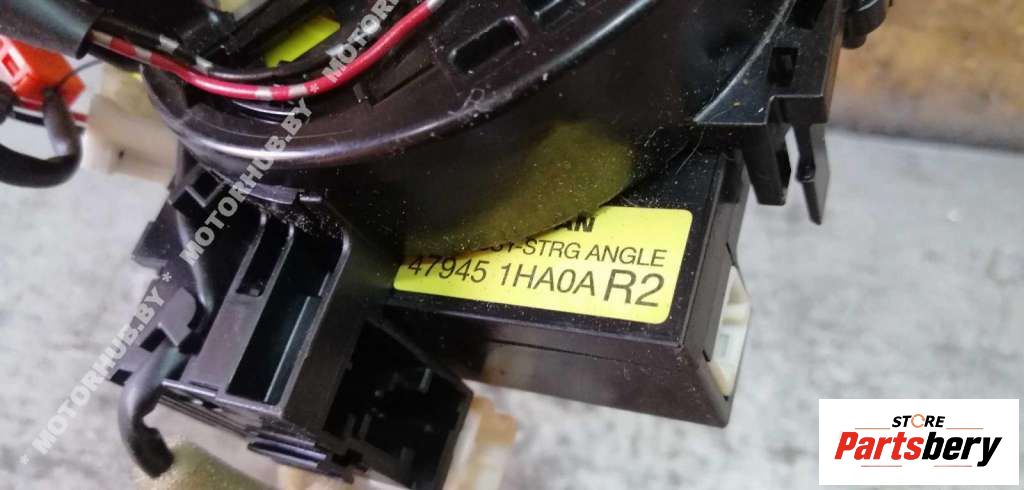 MOTORHUB.BY * MOTORHUB.BY * MOTORHUB.BY *
-STRG ANGLE
47945 1HA0A R2
STORE
Partsbery